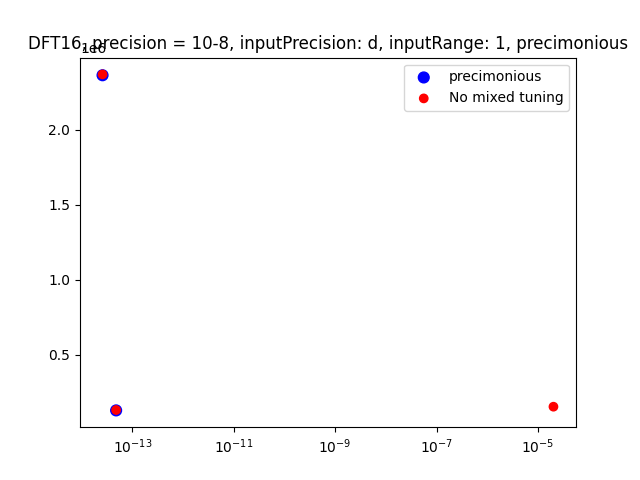 DFT16, precision = 10-8, inputPrecision: d, inputRange: 1, precimonious
1e6
precimonious
No mixed tuning
2.0
1.5
1.0
0.5
10⁻¹³ 10⁻¹¹ 10⁻⁹ 10⁻⁷ 10⁻⁵